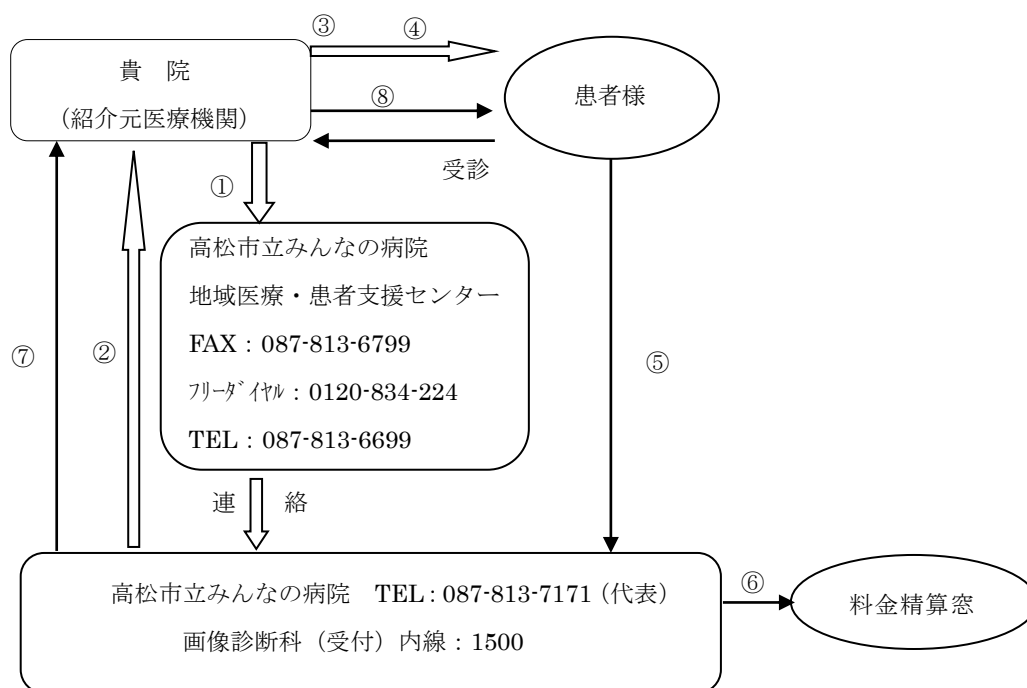 ③ ④
貴 院
(紹介元医療機関)
⑧
患者様
受診
①
高松市立みんなの病院
地域医療・患者支援センター
FAX：087-813-6799
ﾌﾘｰﾀﾞｲﾔﾙ：0120-834-224
TEL：087-813-6699
⑦
②
⑤
連 絡
高松市立みんなの病院 TEL：087-813-7171（代表）
画像診断科（受付）内線：1500
⑥
料金精算窓